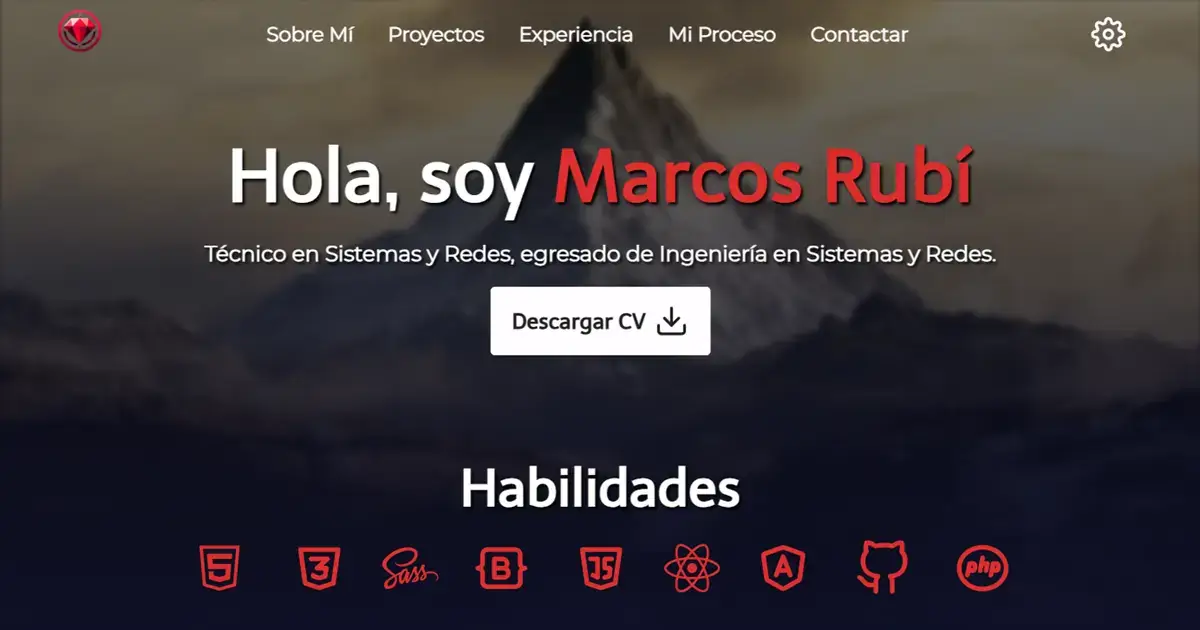 Sobre Mí Proyectos Experiencia Mi Proceso Contactar
Hola, soy Marcos Rubí
Técnico en Sistemas y Redes, egresado de Ingeniería en Sistemas y Redes.
Descargar CV
Habilidades
5 3 Sass B JS A php